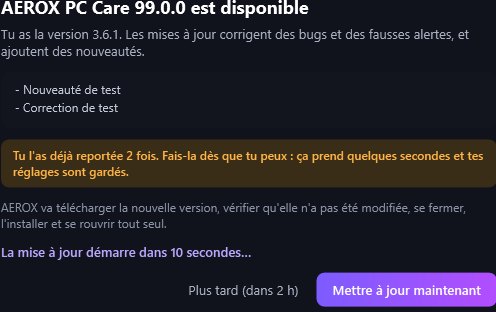 AEROX PC Care 99.0.0 est disponible
Tu as la version 3.6.1. Les mises à jour corrigent des bugs et des fausses alertes, et
ajoutent des nouveautés.
- Nouveauté de test
- Correction de test
Tu l'as déjà reportée 2 fois. Fais-la dès que tu peux : ça prend quelques secondes et tes
réglages sont gardés.
AEROX va télécharger la nouvelle version, vérifier qu'elle n'a pas été modifiée, se fermer,
l'installer et se rouvrir tout seul.
La mise à jour démarre dans 10 secondes...
Plus tard (dans 2 h)
Mettre à jour maintenant